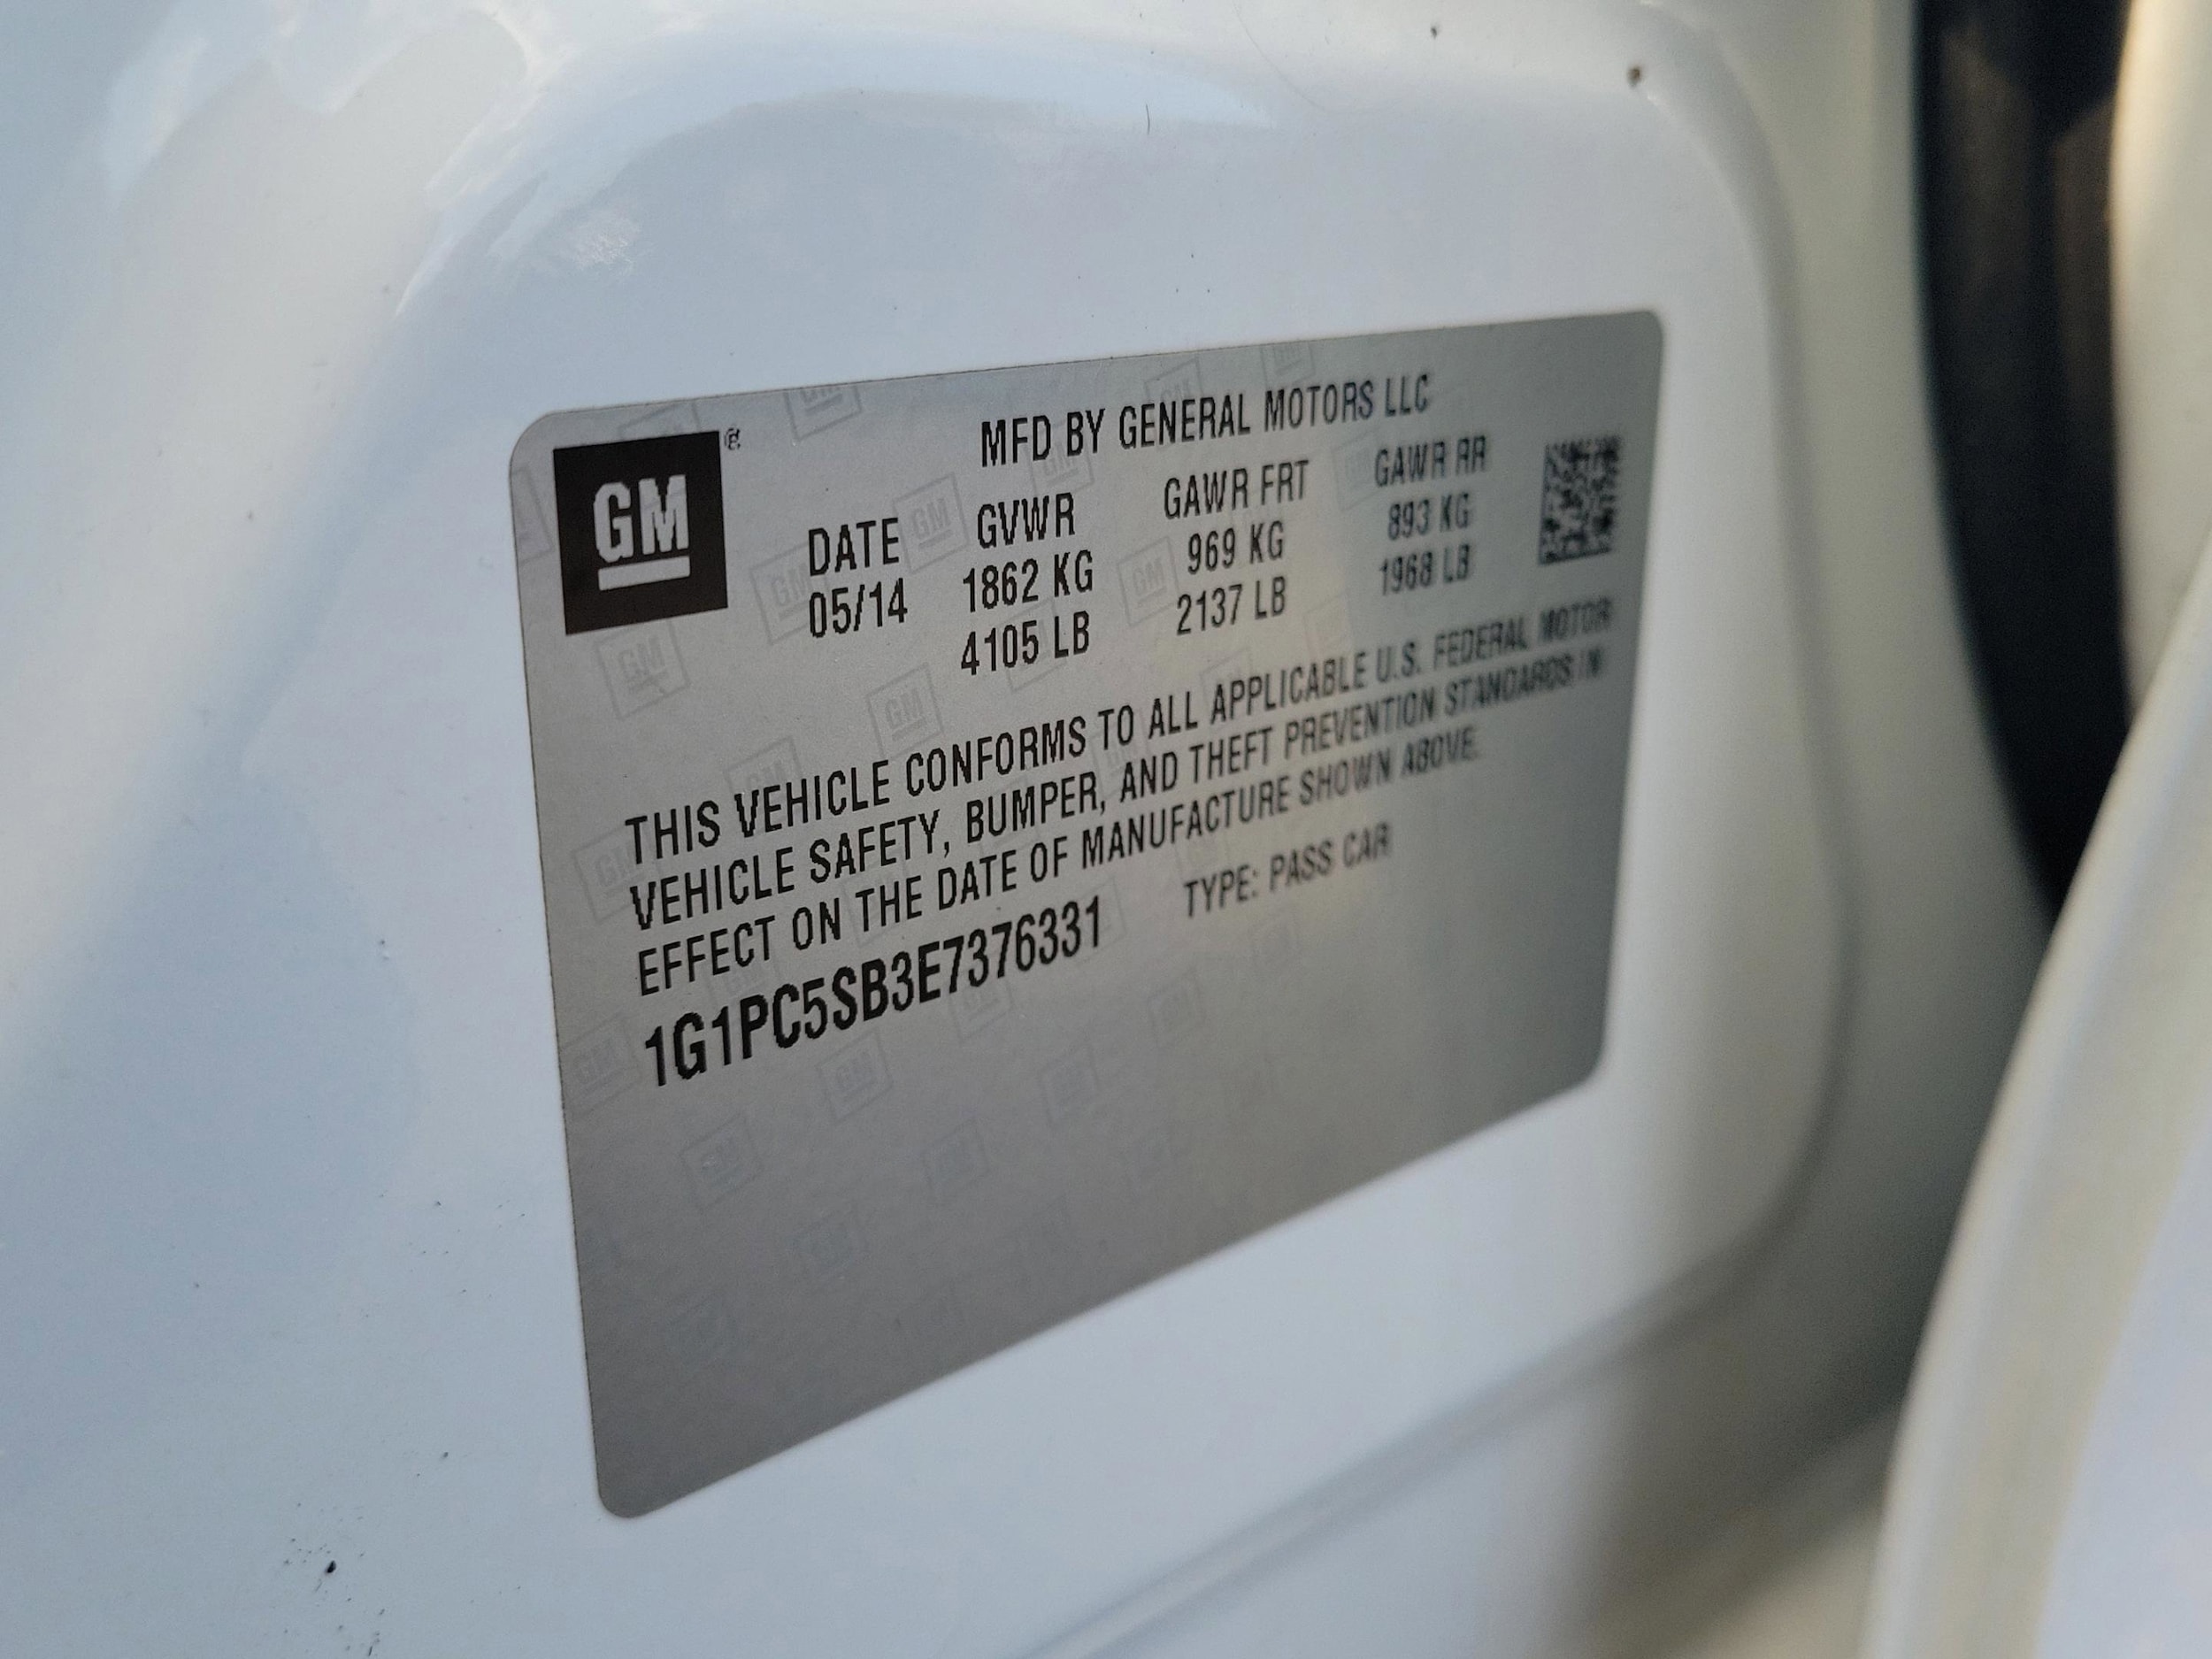 GM®
MFD BY GENERAL MOTORS LLC
DATE GVWR GAWR FRT GAWR RR
05/14 1862 KG 969 KG 893 KG
4105 LB 2137 LB 1968 LB
THIS VEHICLE CONFORMS TO ALL APPLICABLE U.S. FEDERAL MOTOR
VEHICLE SAFETY, BUMPER, AND THEFT PREVENTION STANDARDS IN
EFFECT ON THE DATE OF MANUFACTURE SHOWN ABOVE.
1G1PC5SB3E7376331 TYPE: PASS CAR